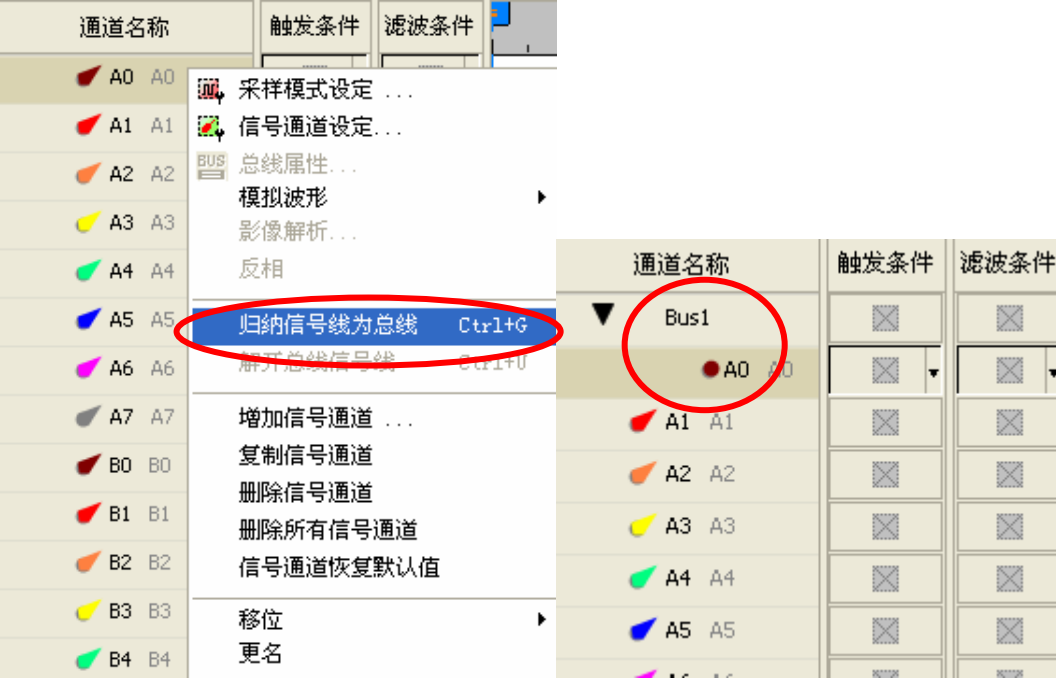 通道名称 触发条件 滤波条件
A0 A0
A1 A1
A2 A2
A3 A3
A4 A4
A5 A5
A6 A6
A7 A7
B0 B0
B1 B1
B2 B2
B3 B3
B4 B4
采样模式设定 ...
信号通道设定...
BUS 总线属性...
模拟波形
影像解析...
反相
归纳信号线为总线 Ctrl+G
解开总线信号线 Ctrl+U
增加信号通道 ...
复制信号通道
删除信号通道
删除所有信号通道
信号通道恢复默认值
移位
更名
通道名称 触发条件 滤波条件
Bus1
A0 A0
A1 A1
A2 A2
A3 A3
A4 A4
A5 A5